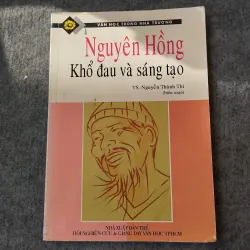 VĂN HỌC TRONG NHÀ TRƯỜNG
Nguyên Hồng
Khổ đau và sáng tạo
TS. Nguyễn Thành Thi
(biên soạn)
NHÀ XUẤT BẢN TRẺ
HỘI NGHIÊN CỨU & GIẢNG DẠY VĂN HỌC TP.HCM